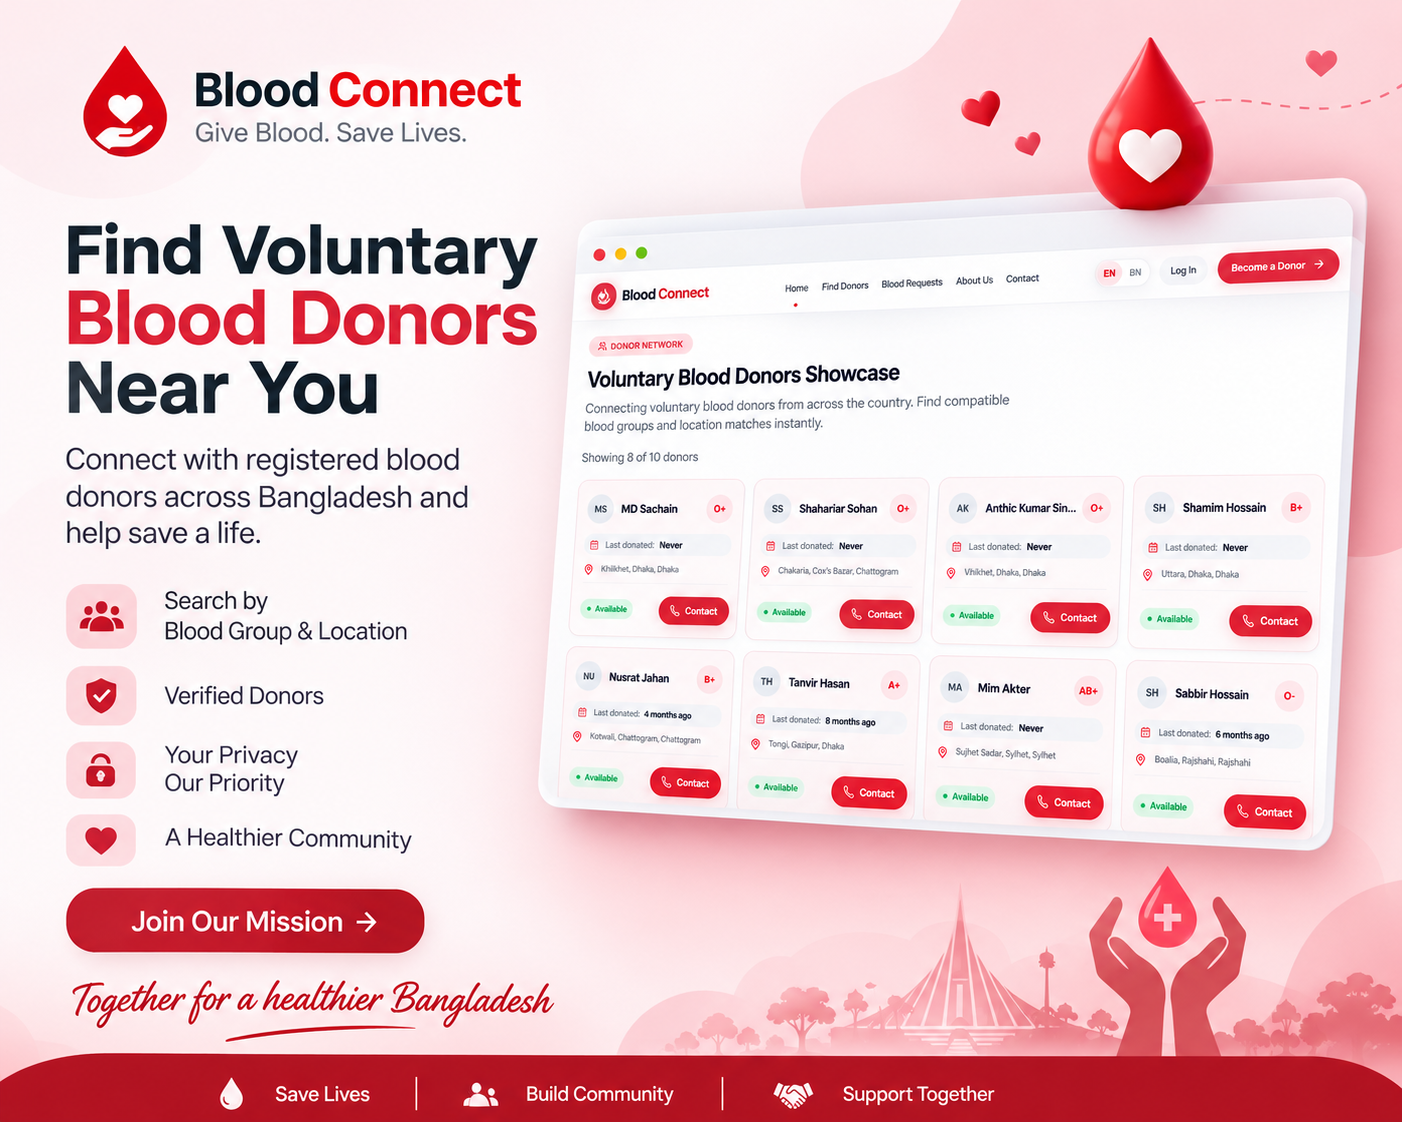 Blood Connect
Give Blood. Save Lives.
Find Voluntary
Blood Donors
Near You
Connect with registered blood
donors across Bangladesh and
help save a life.
Search by
Blood Group & Location
Verified Donors
Your Privacy
Our Priority
A Healthier Community
Join Our Mission →
Together for a healthier Bangladesh
Blood Connect
Home Find Donors Blood Requests About Us Contact
EN BN Log In Become a Donor →
DONOR NETWORK
Voluntary Blood Donors Showcase
Connecting voluntary blood donors from across the country. Find compatible
blood groups and location matches instantly.
Showing 8 of 10 donors
MS MD Sachain O+
Last donated: Never
Khilkhet, Dhaka, Dhaka
Available Contact
SS Shahariar Sohan O+
Last donated: Never
Chakaria, Cox's Bazar, Chattogram
Available Contact
AK Anthic Kumar Sin... O+
Last donated: Never
Vhikhet, Dhaka, Dhaka
Available Contact
SH Shamim Hossain B+
Last donated: Never
Uttara, Dhaka, Dhaka
Available Contact
NU Nusrat Jahan B+
Last donated: 4 months ago
Kotwali, Chattogram, Chattogram
Available Contact
TH Tanvir Hasan A+
Last donated: 8 months ago
Tongi, Gazipur, Dhaka
Available Contact
MA Mim Akter AB+
Last donated: Never
Sujhet Sadar, Sylhet, Sylhet
Available Contact
SH Sabbir Hossain O-
Last donated: 6 months ago
Boalia, Rajshahi, Rajshahi
Available Contact
Save Lives
Build Community
Support Together